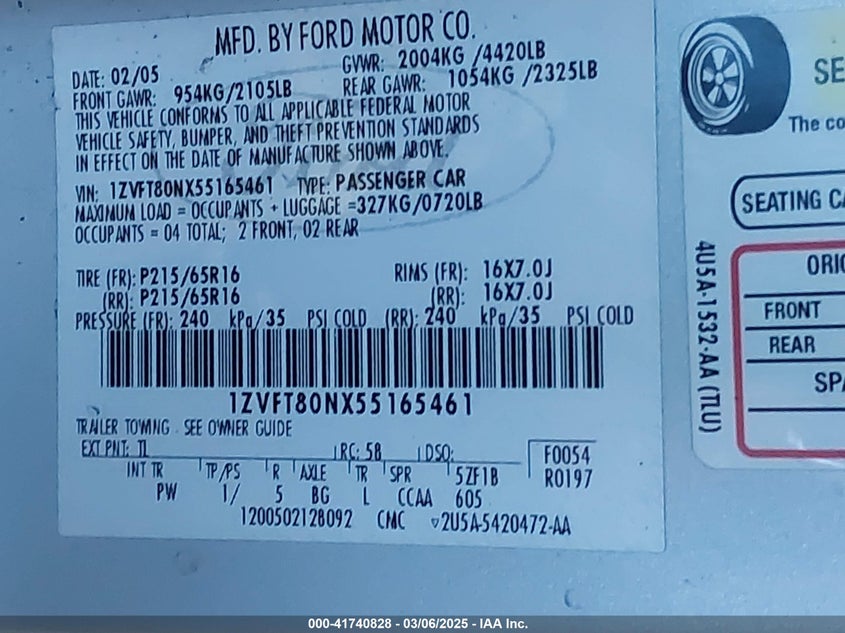 MFD. BY FORD MOTOR CO.
DATE: 02/05 GVWR: 2004KG /4420LB
FRONT GAWR: 954KG/2105LB REAR GAWR: 1054KG /2325LB
THIS VEHICLE CONFORMS TO ALL APPLICABLE FEDERAL MOTOR
VEHICLE SAFETY, BUMPER, AND THEFT PREVENTION STANDARDS
IN EFFECT ON THE DATE OF MANUFACTURE SHOWN ABOVE.
VIN: 1ZVFT80NX55165461 TYPE: PASSENGER CAR
MAXIMUM LOAD = OCCUPANTS + LUGGAGE =327KG/0720LB
OCCUPANTS = 04 TOTAL; 2 FRONT, 02 REAR
TIRE (FR): P215/65R16 RIMS (FR): 16X7.0J
(RR): P215/65R16 (RR): 16X7.0J
PRESSURE (FR): 240 kPa/35 PSI COLD (RR): 240 kPa/35 PSI COLD
1ZVFT80NX55165461
TRAILER TOWING - SEE OWNER GUIDE
EXT PNT: TL RC: 58 DSO: F0054
INT TR TP/PS R AXLE TR SPR 5ZF1B R0197
PW 1/ 5 BG L CCAA 605
1200502128092 CMC ▽2U5A-5420472-AA
SE
The co
SEATING CA
4U5A-1532-AA (TLU)
ORIG
FRONT
REAR
SPA
000-41740828 - 03/06/2025 - IAA Inc.